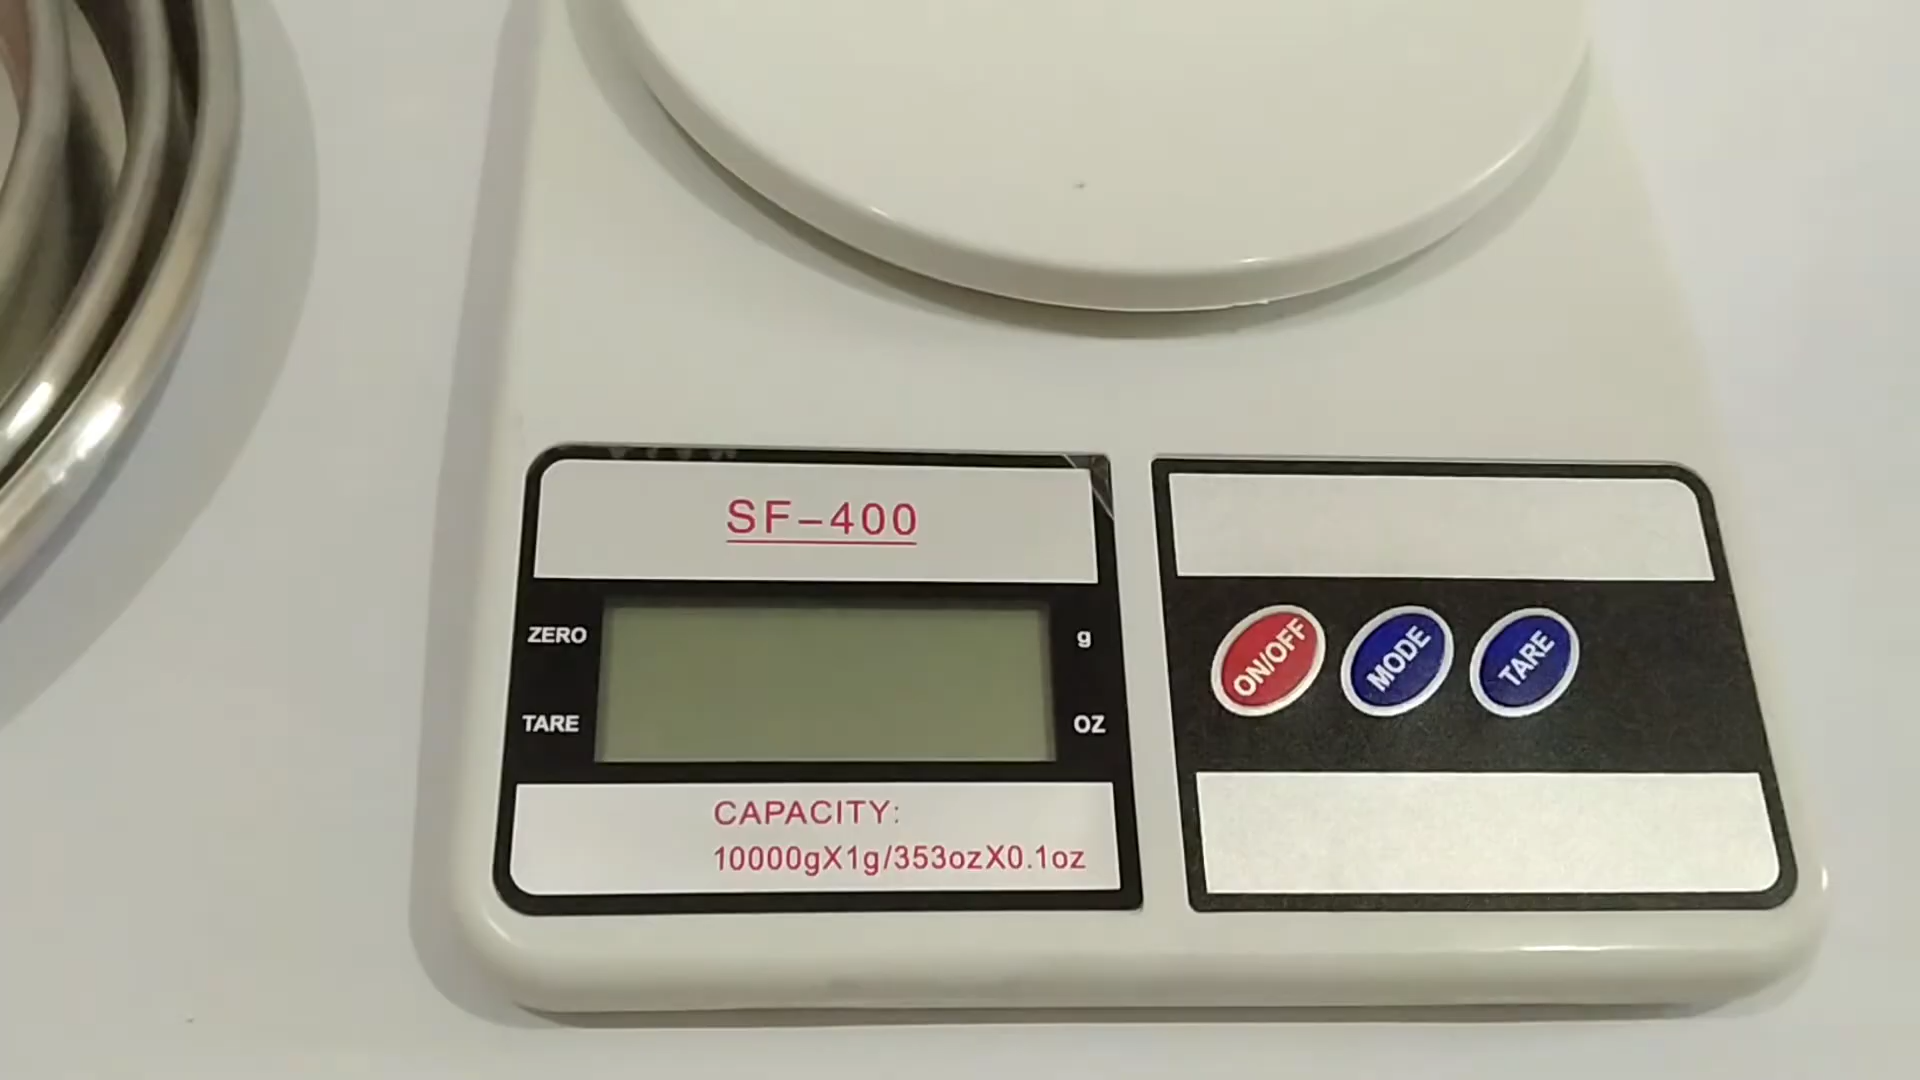 SF-400
ZERO
g
TARE
OZ
CAPACITY:
10000gX1g/353ozX0.1oz
ON/OFF
MODE
TARE